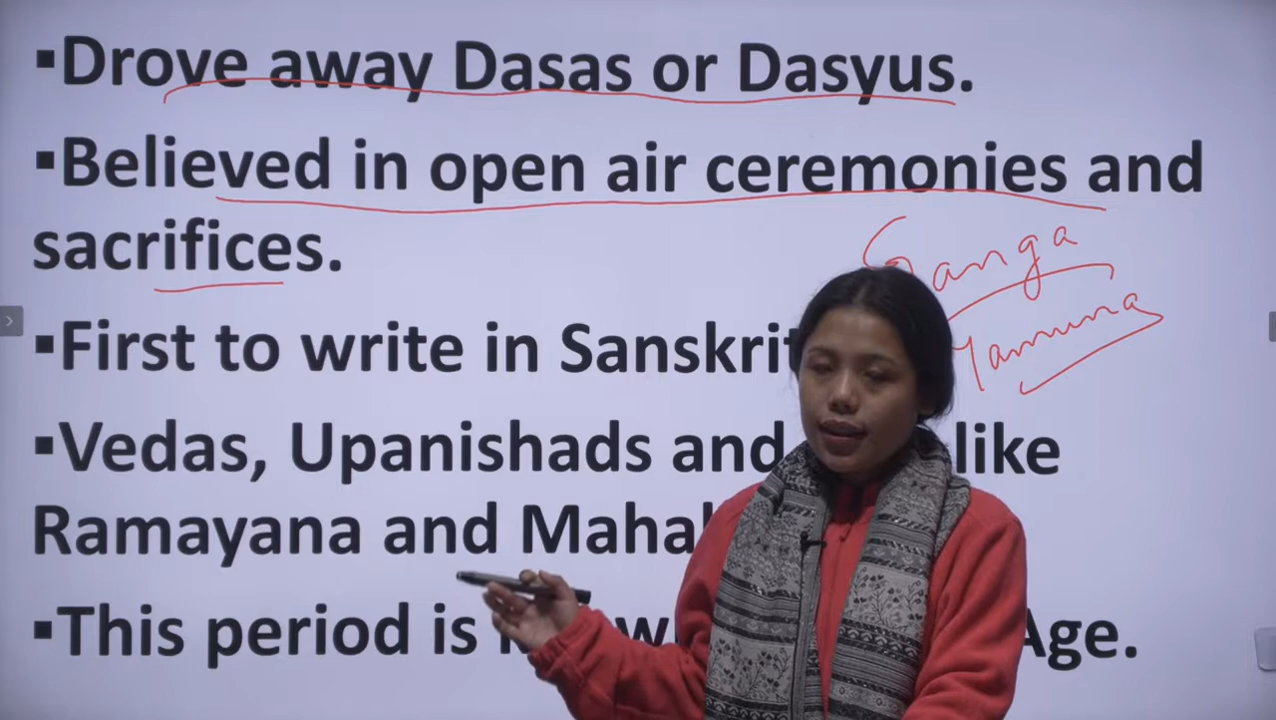 ▪Drove away Dasas or Dasyus.
▪Believed in open air ceremonies and
sacrifices.
Ganga
▪First to write in Sanskrit
Yamuna
▪Vedas, Upanishads and like
Ramayana and
▪This period is Age.